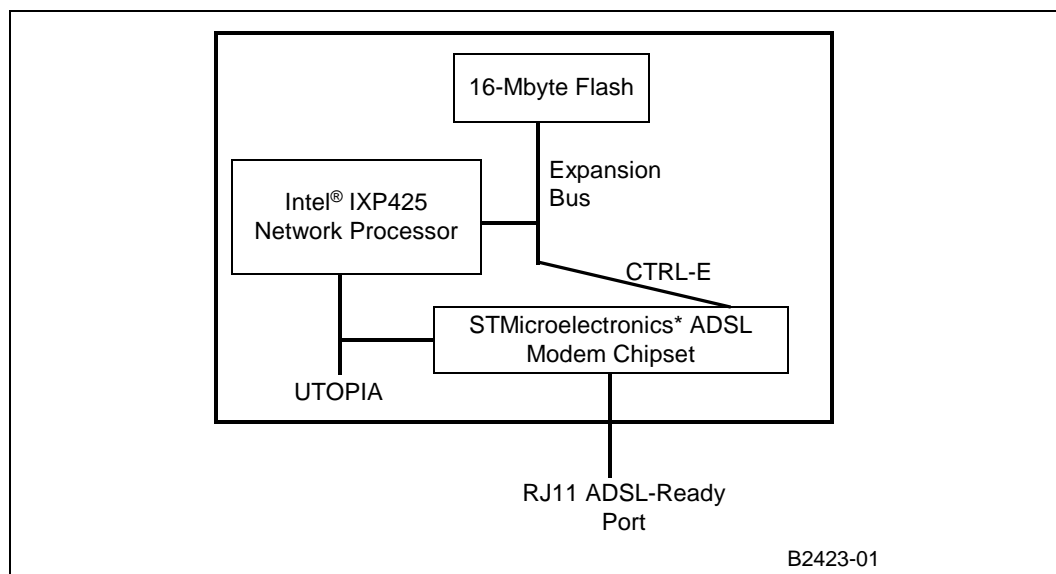 16-Mbyte Flash
Expansion
Bus
Intel® IXP425
Network Processor
CTRL-E
STMicroelectronics* ADSL
Modem Chipset
UTOPIA
RJ11 ADSL-Ready
Port
B2423-01